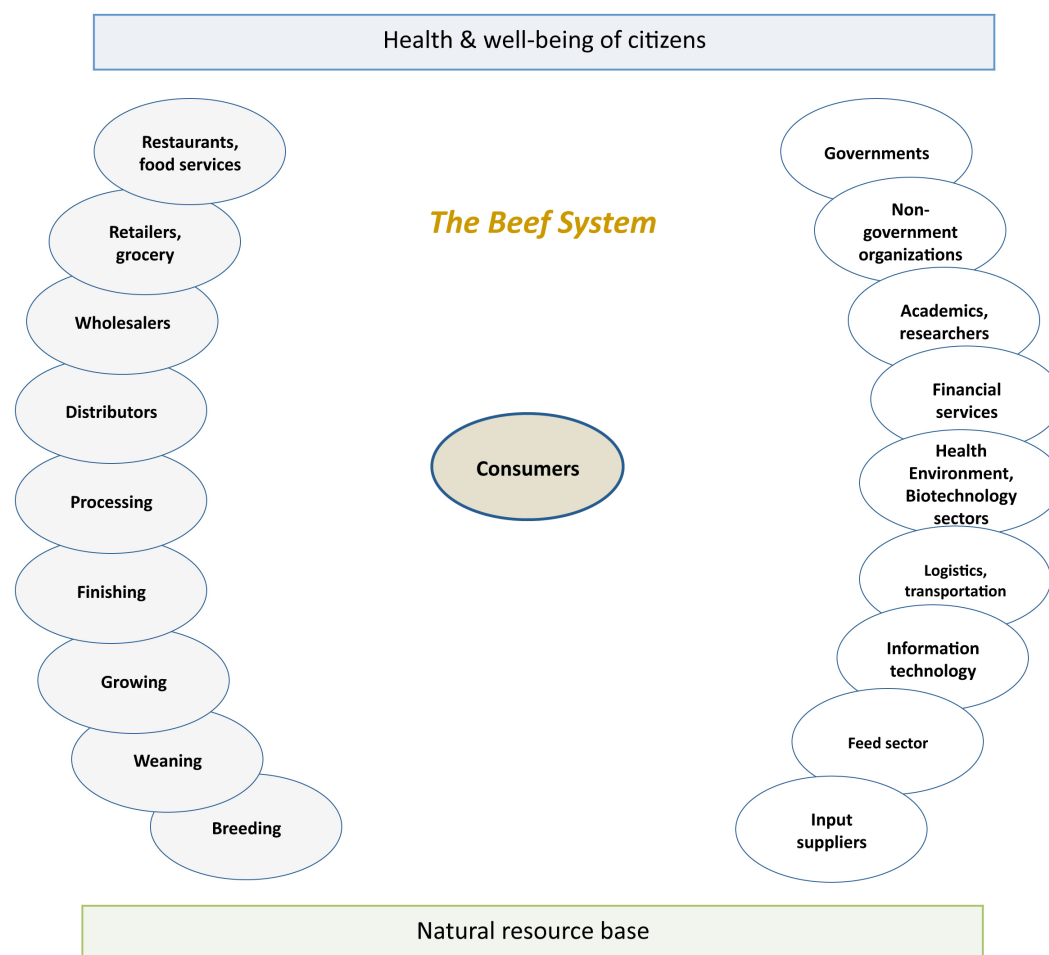 Health & well-being of citizens
Restaurants,
food services
Retailers,
grocery
Wholesalers
Distributors
Processing
Finishing
Growing
Weaning
Breeding
The Beef System
Consumers
Governments
Non-
government
organizations
Academics,
researchers
Financial
services
Health
Environment,
Biotechnology
sectors
Logistics,
transportation
Information
technology
Feed sector
Input
suppliers
Natural resource base